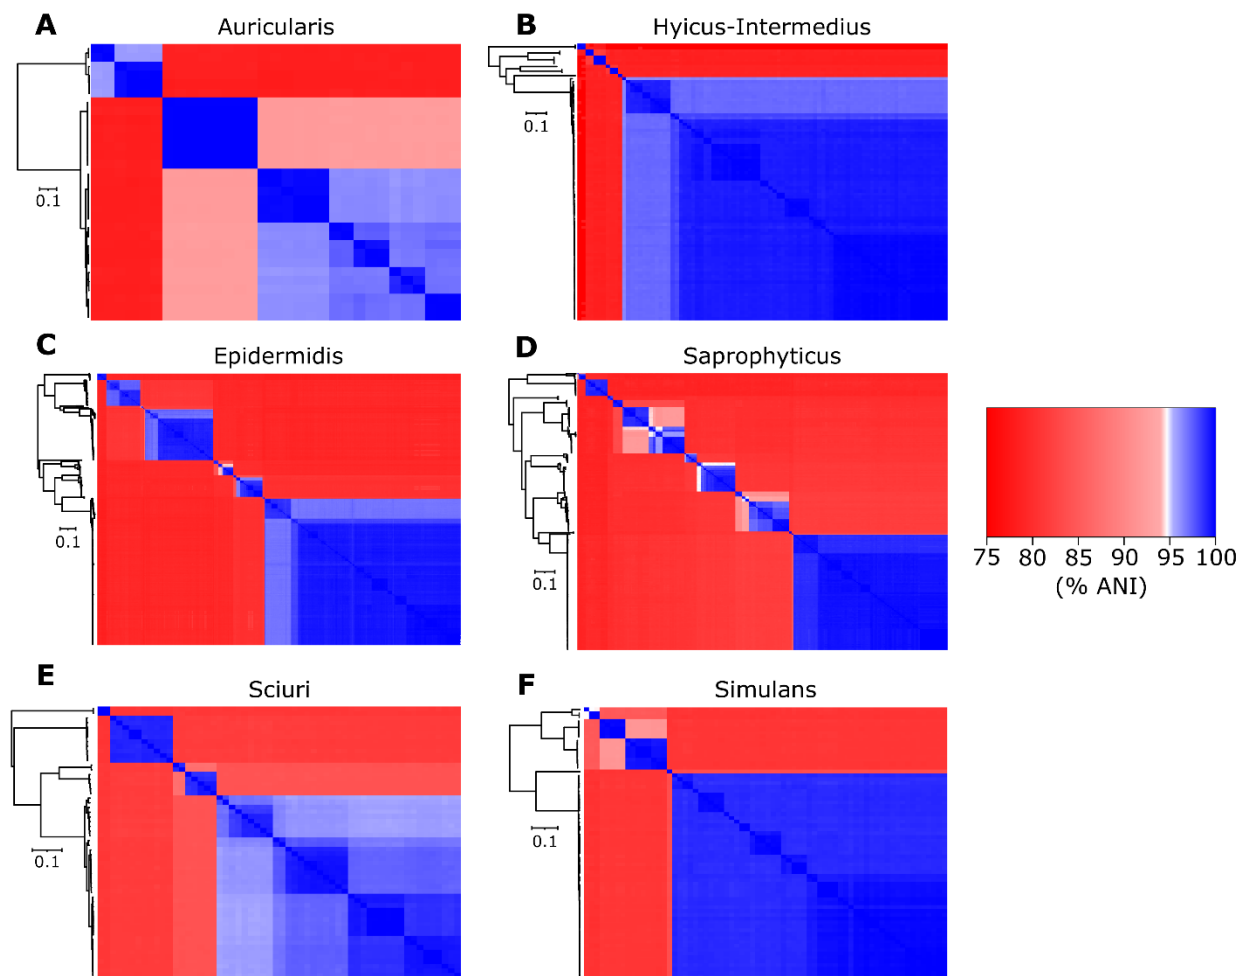 A Auricularis
0.1
B Hyicus-Intermedius
0.1
C Epidermidis
0.1
D Saprophyticus
0.1
75 80 85 90 95 100
(% ANI)
E Sciuri
0.1
F Simulans
0.1